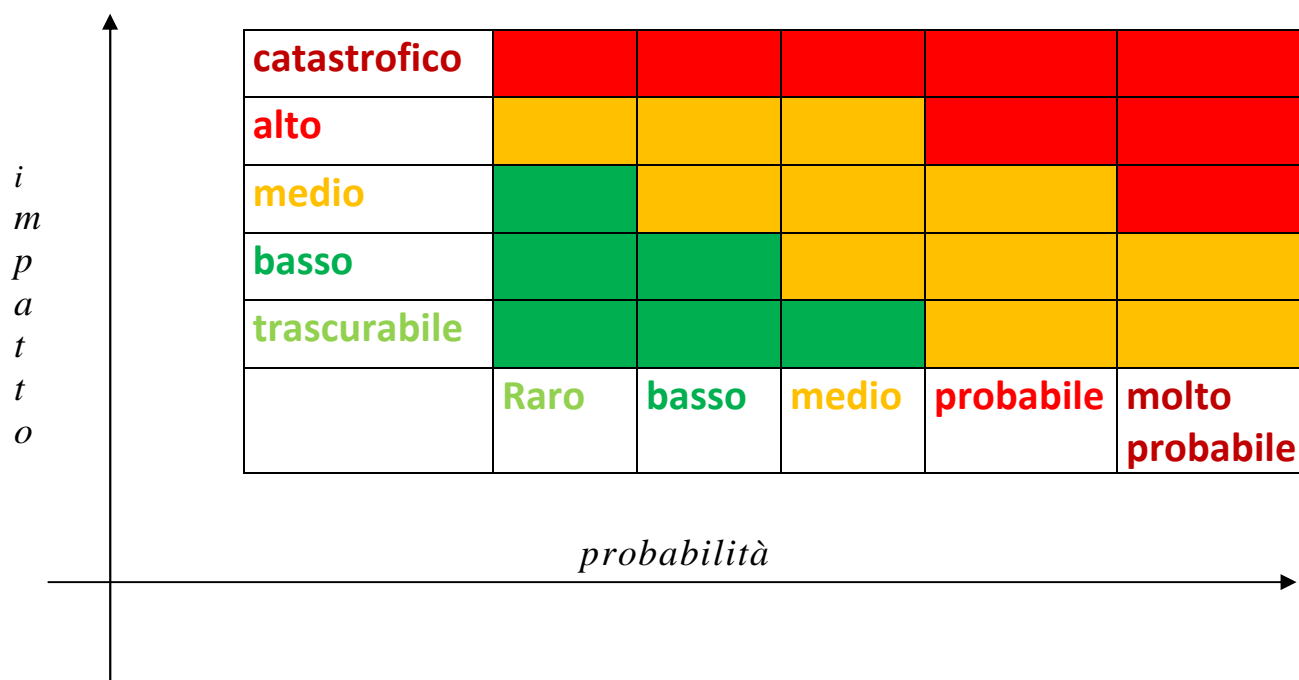 catastrofico
alto
medio
basso
trascurabile
Raro basso medio probabile molto
probabile
i
m
p
a
t
t
o
probabilità